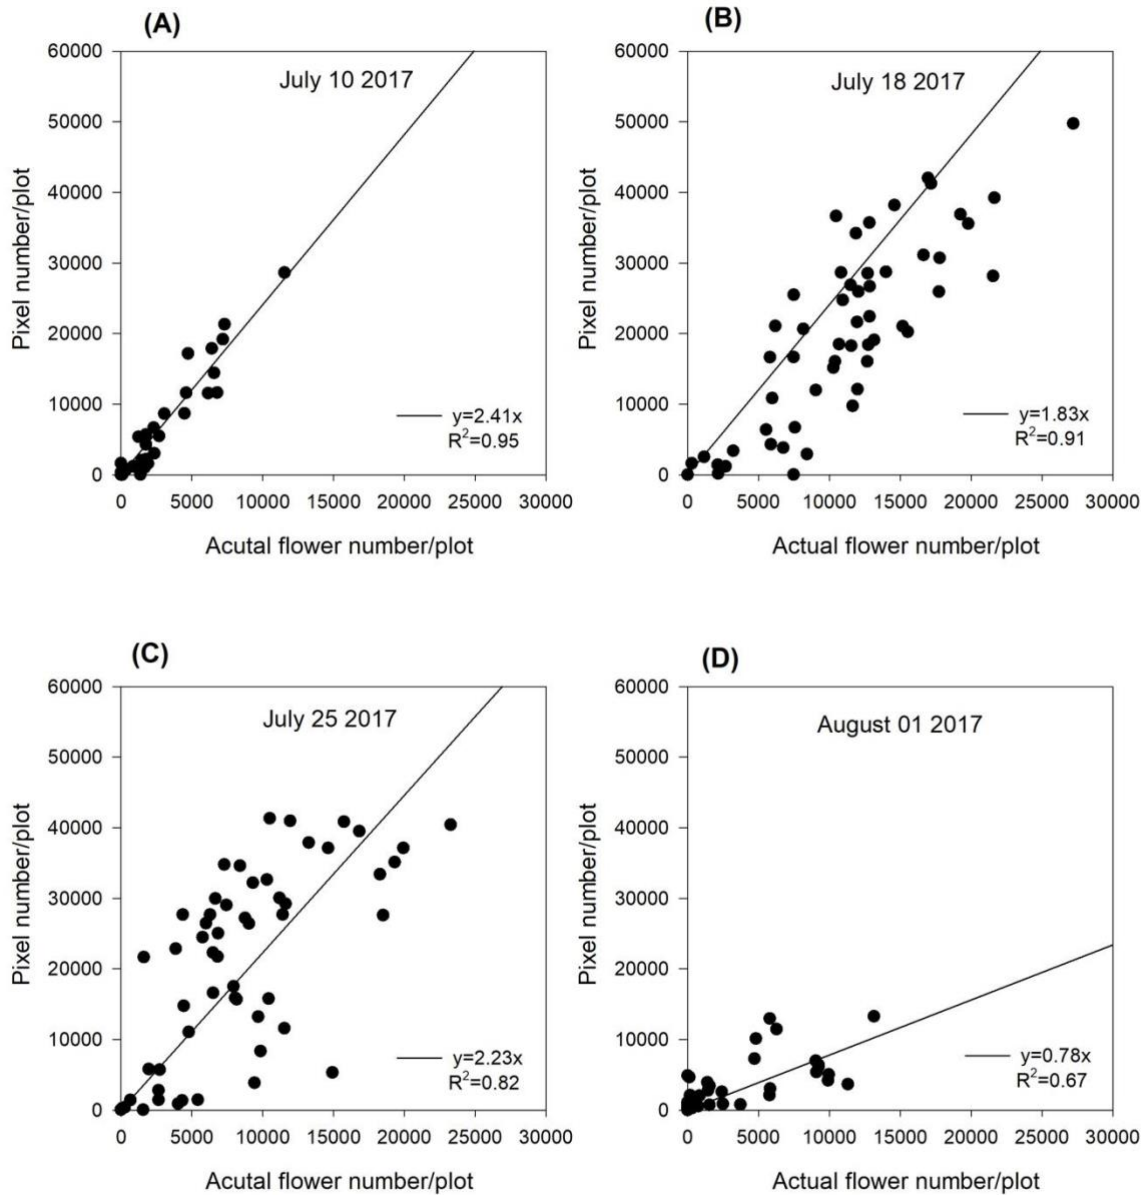 (A)
July 10 2017
60000
50000
40000
30000
20000
10000
0
Pixel number/plot
y=2.41x
R²=0.95
0 5000 10000 15000 20000 25000 30000
Acutal flower number/plot
(B)
July 18 2017
60000
50000
40000
30000
20000
10000
0
Pixel number/plot
y=1.83x
R²=0.91
0 5000 10000 15000 20000 25000 30000
Actual flower number/plot
(C)
July 25 2017
60000
50000
40000
30000
20000
10000
0
Pixel number/plot
y=2.23x
R²=0.82
0 5000 10000 15000 20000 25000 30000
Acutal flower number/plot
(D)
August 01 2017
60000
50000
40000
30000
20000
10000
0
Pixel number/plot
y=0.78x
R²=0.67
0 5000 10000 15000 20000 25000 30000
Actual flower number/plot